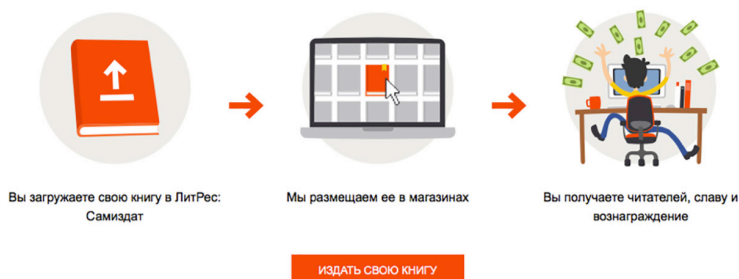 Вы загружаете свою книгу в ЛитРес:
Самиздат
Мы размещаем ее в магазинах
Вы получаете читателей, славу и
вознаграждение
ИЗДАТЬ СВОЮ КНИГУ